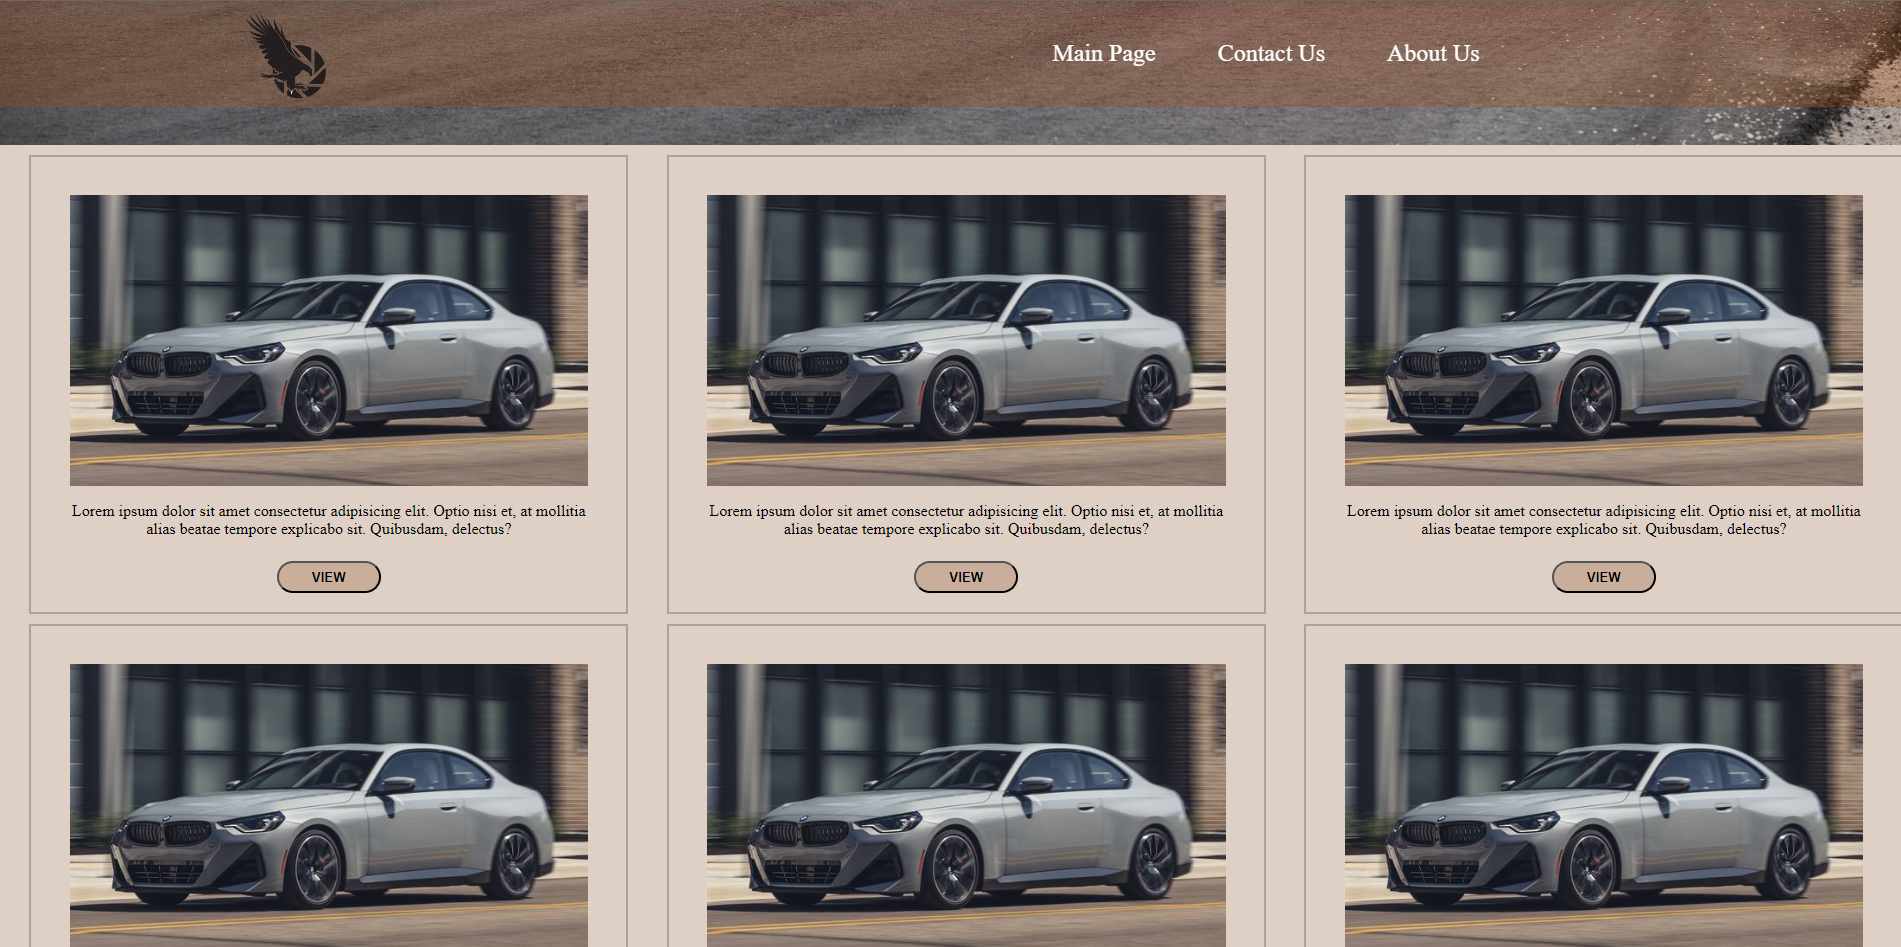 Main Page
Contact Us
About Us
Lorem ipsum dolor sit amet consectetur adipisicing elit. Optio nisi et, at mollitia
alias beatae tempore explicabo sit. Quibusdam, delectus?
VIEW
Lorem ipsum dolor sit amet consectetur adipisicing elit. Optio nisi et, at mollitia
alias beatae tempore explicabo sit. Quibusdam, delectus?
VIEW
Lorem ipsum dolor sit amet consectetur adipisicing elit. Optio nisi et, at mollitia
alias beatae tempore explicabo sit. Quibusdam, delectus?
VIEW